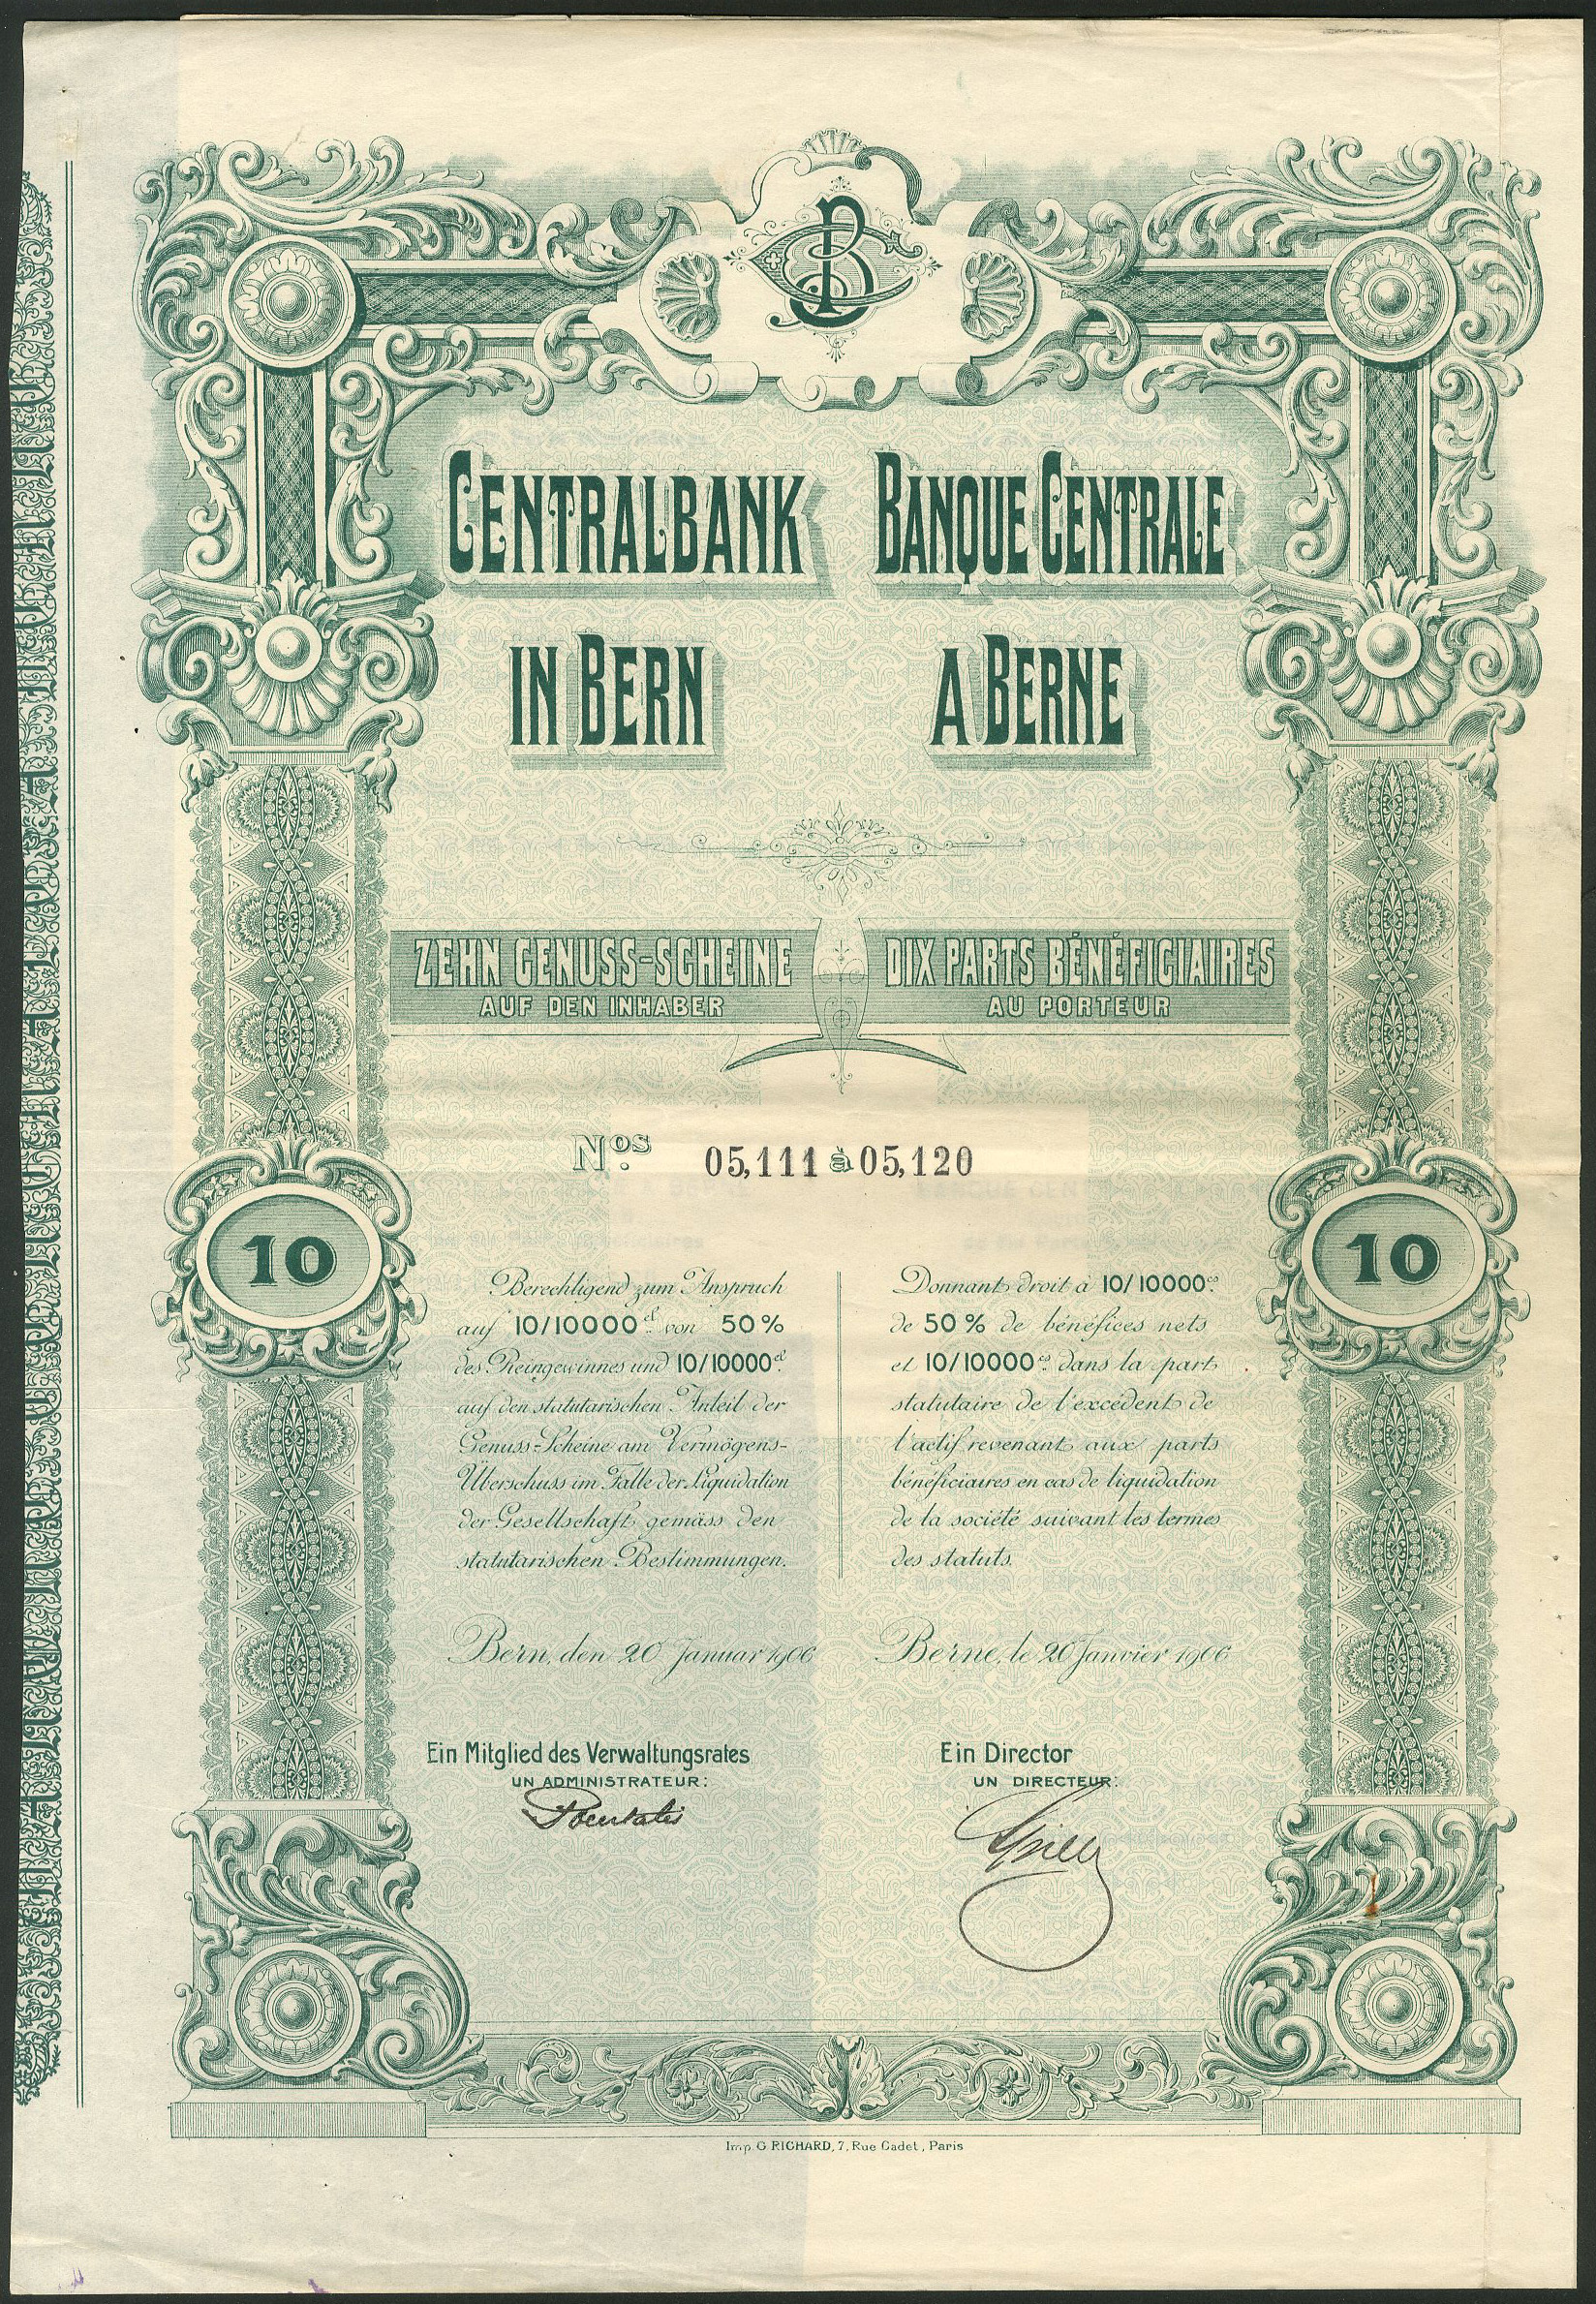 CENTRALBANK
IN BERN
BANQUE CENTRALE
A BERNE
ZEHN GENUSS-SCHEINE
AUF DEN INHABER
DIX PARTS BÉNÉFICIAIRES
AU PORTEUR
Nos. 05,111 à 05,120
10
10
Berechtigend zum Anspruch
auf 10/10000el. von 50%
des Reingewinnes und 10/10000el.
auf den statutarischen Anteil der
Genuss-Scheine am Vermögens-
Überschuss im Falle der Liquidation
der Gesellschaft gemäss den
statutarischen Bestimmungen.
Donnant droit à 10/10000es.
de 50% de bénéfices nets
et 10/10000es. dans la part
statutaire de l'excédent de
l'actif revenant aux parts
bénéficiaires en cas de liquidation
de la société suivant les termes
des statuts.
Bern, den 20 Januar 1906
Berne, le 20 Janvier 1906
Ein Mitglied des Verwaltungsrates
UN ADMINISTRATEUR:
Ein Director
UN DIRECTEUR:
Imp. G. RICHARD, 7, Rue Cadet, Paris